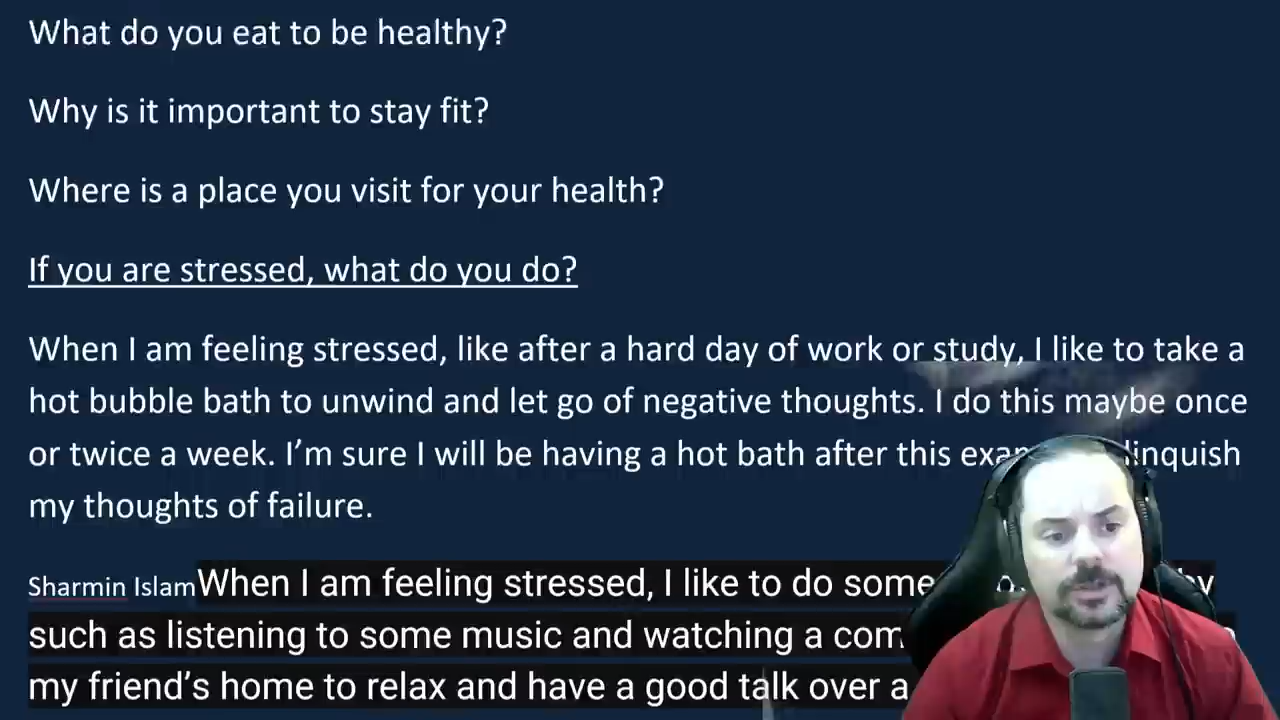 What do you eat to be healthy?
Why is it important to stay fit?
Where is a place you visit for your health?
If you are stressed, what do you do?
When I am feeling stressed, like after a hard day of work or study, I like to take a
hot bubble bath to unwind and let go of negative thoughts. I do this maybe once
or twice a week. I’m sure I will be having a hot bath after this
my thoughts of failure.
Sharmin Islam When I am feeling stressed, I like to do some
such as listening to some music and watching a
my friend’s home to relax and have a good talk over a